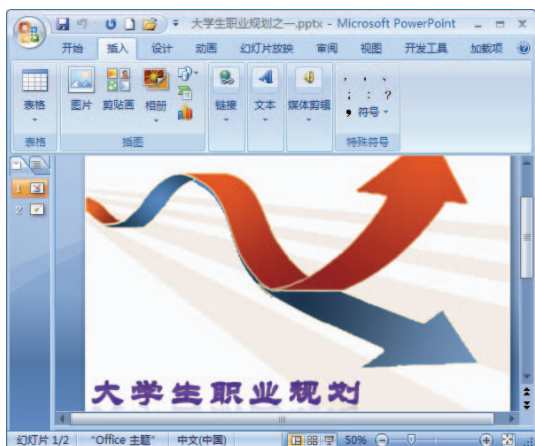 大学生职业规划之一.pptx - Microsoft PowerPoint
开始 插入 设计 动画 幻灯片放映 审阅 视图 开发工具 加载项
表格 图片 剪贴画 相册 链接 文本 媒体剪辑 , 。 、
; : ?
, 符号
表格 插图 特殊符号
1
2
大学生职业规划
幻灯片 1/2 "Office 主题" 中文(中国) 50%